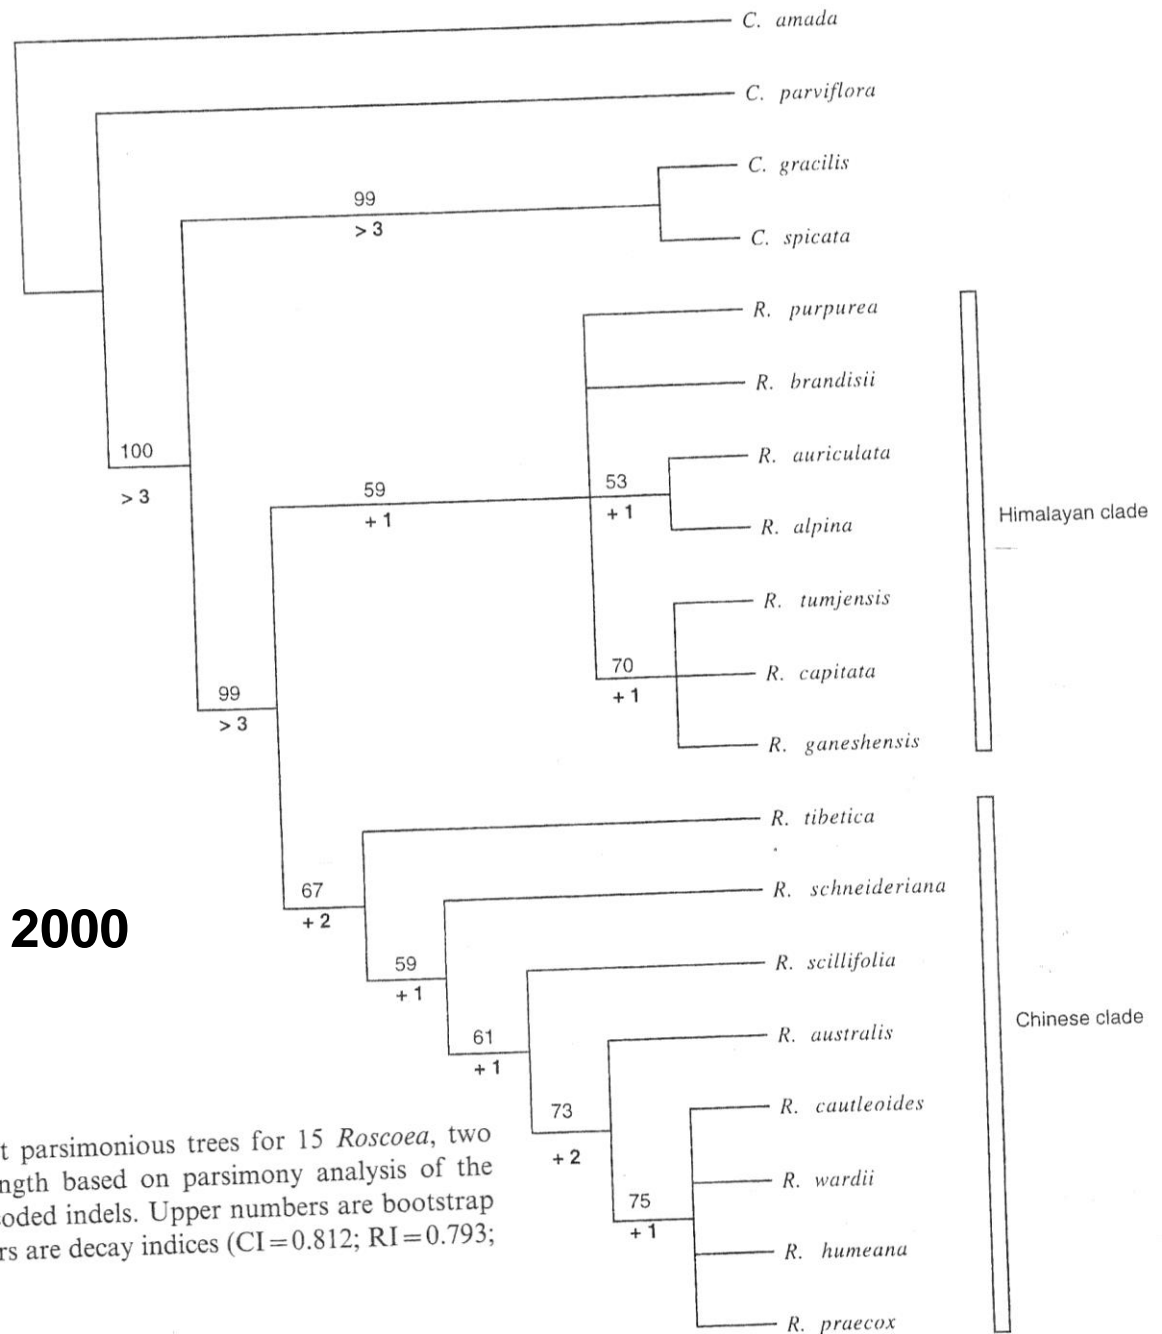 C. amada
C. parviflora
C. gracilis
99
> 3
C. spicata
R. purpurea
R. brandisii
100
> 3
R. auriculata
59
+ 1
53
+ 1
R. alpina
Himalayan clade
R. tumjensis
70
+ 1
R. capitata
99
> 3
R. ganeshensis
R. tibetica
67
+ 2
R. schneideriana
2000
59
+ 1
R. scillifolia
61
+ 1
R. australis
Chinese clade
73
+ 2
R. cautleoides
75
+ 1
R. wardii
R. humeana
R. praecox
t parsimonious trees for 15 Roscoea, two
ngth based on parsimony analysis of the
oded indels. Upper numbers are bootstrap
rs are decay indices (CI=0.812; RI=0.793;